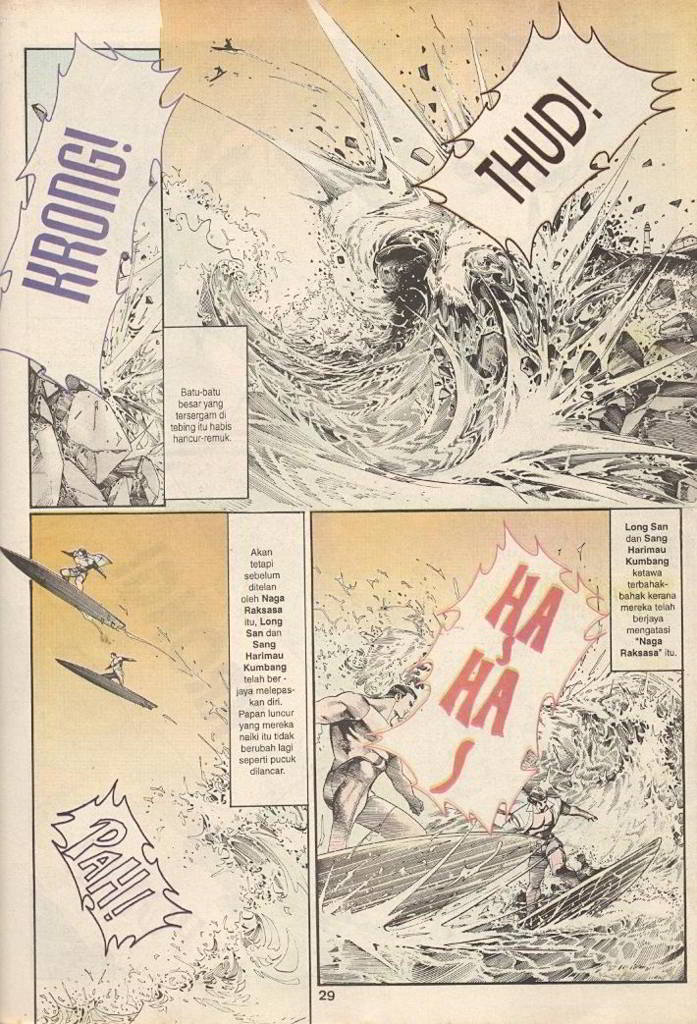 KRONG!
THUD!
Batu-batu
besar yang
tersergam di
tebing itu habis
hancur-remuk.
Akan
tetapi
sebelum
ditelan
oleh Naga
Raksasa
itu, Long
San dan
Sang
Harimau
Kumbang
telah ber-
jaya melepas-
kan diri.
Papan luncur
yang mereka
naiki itu tidak
berubah lagi
seperti pucuk
dilancar.
PAH!
Long San
dan Sang
Harimau
Kumbang
ketawa
terbahak-
bahak kerana
mereka telah
berjaya
mengatasi
"Naga
Raksasa" itu.
HA
HA
29